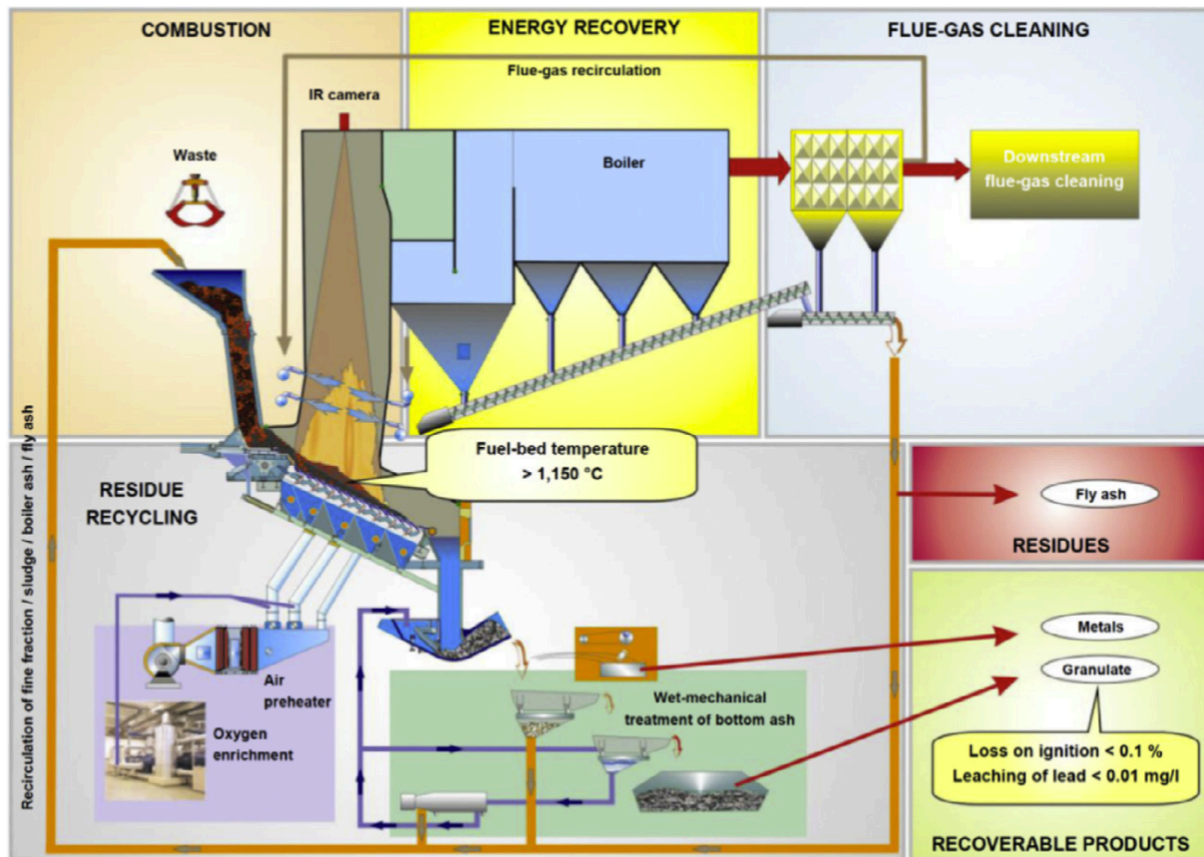 COMBUSTION
ENERGY RECOVERY
FLUE-GAS CLEANING
Flue-gas recirculation
IR camera
Waste
Boiler
Downstream
flue-gas cleaning
Fuel-bed temperature
> 1,150 °C
RESIDUE
RECYCLING
Recirculation of fine fraction / sludge / boiler ash / fly ash
Fly ash
RESIDUES
Air
preheater
Oxygen
enrichment
Wet-mechanical
treatment of bottom ash
Metals
Granulate
Loss on ignition < 0.1 %
Leaching of lead < 0.01 mg/l
RECOVERABLE PRODUCTS